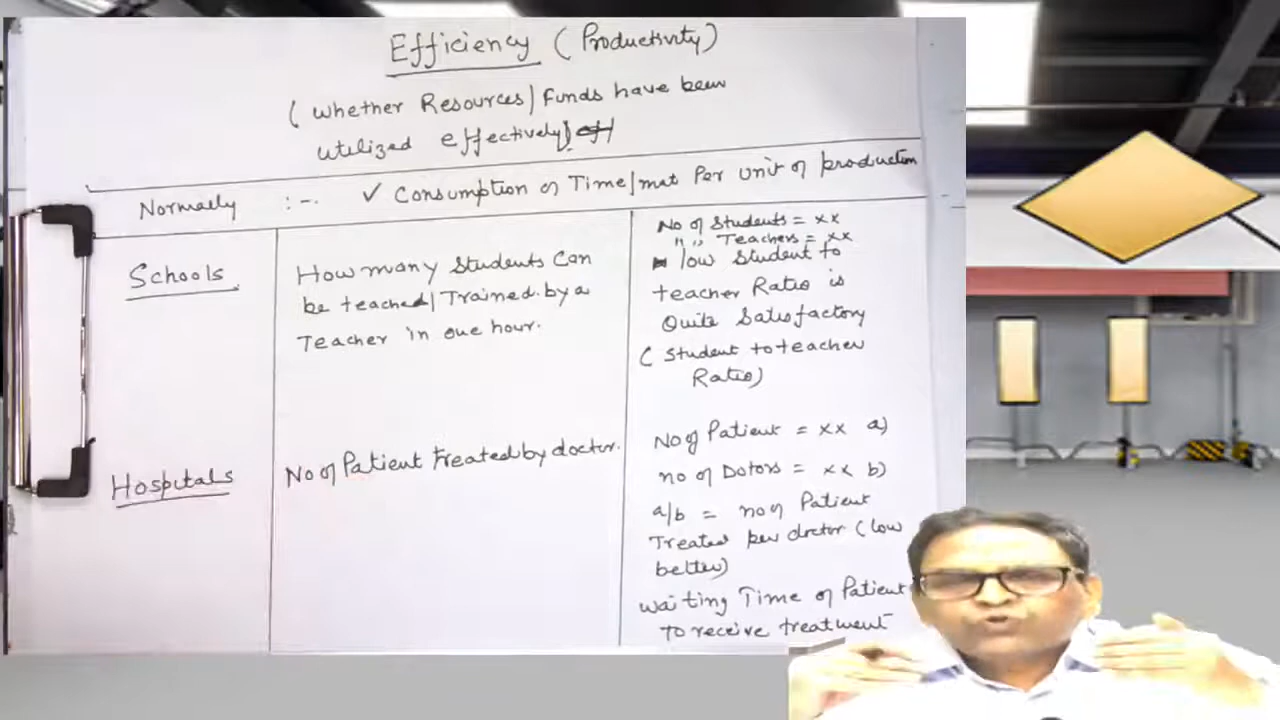 Efficiency (Productivity)
( Whether Resources/ funds have been
utilized effectively).
Normally :-. ✓ Consumption of Time/mat Per unit of production
Schools
How many Students Can
be teached/ Trained by a
Teacher in one hour.
No of Students = xx
" " Teachers = xx
low Student to
teacher Ratio is
Quite Satisfactory
( Student to teacher
Ratio)
Hospitals
No of Patient treated by doctor.
No of Patient = xx a)
no of Dotors = xx b)
a/b = no of Patient
Treated per doctor (low
better)
waiting Time of Patient
to receive treatment